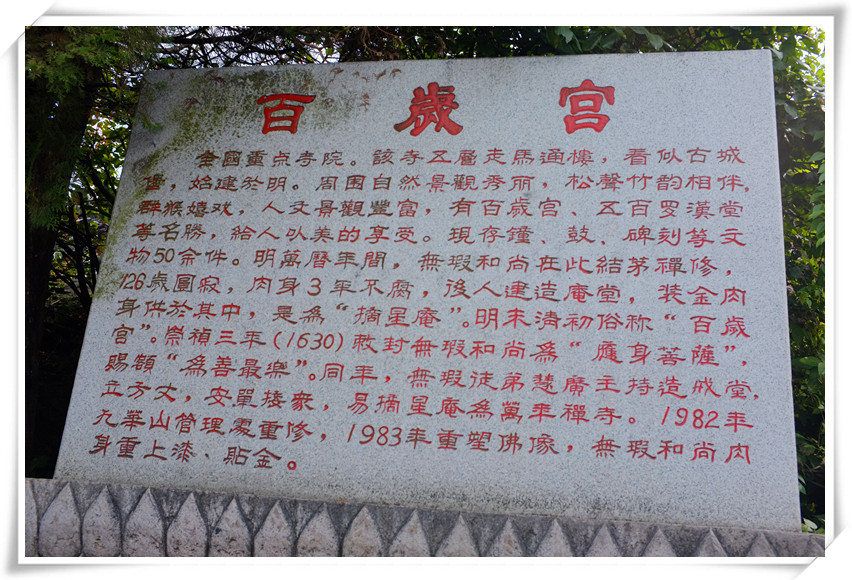 百歲宮
全國重点寺院。該寺五層走馬通樓，看似古城
堡，始建於明。周围自然景觀秀丽，松聲竹韵相伴，
群猴嬉戏，人文景觀豐富，有百歲宫、五百罗漢堂
等名勝，給人以美的享受。現存鐘、鼓、碑刻等文
物50余件。明萬曆年間，無瑕和尚在此結茅禪修，
126歲圓寂，肉身3年不腐，後人建造庵堂，装金肉
身供於其中，是為“摘星庵”。明末清初俗称“百歲
宫”。崇禎三年(1630)敕封無瑕和尚為“應身菩薩”，
賜額“為善最樂”。同年，無瑕徒弟慧廣主持造戒堂，
立方丈，安單接衆，易摘星庵為萬年禪寺。1982年
九華山管理處重修，1983年重塑佛像，無瑕和尚肉
身重上漆、貼金。